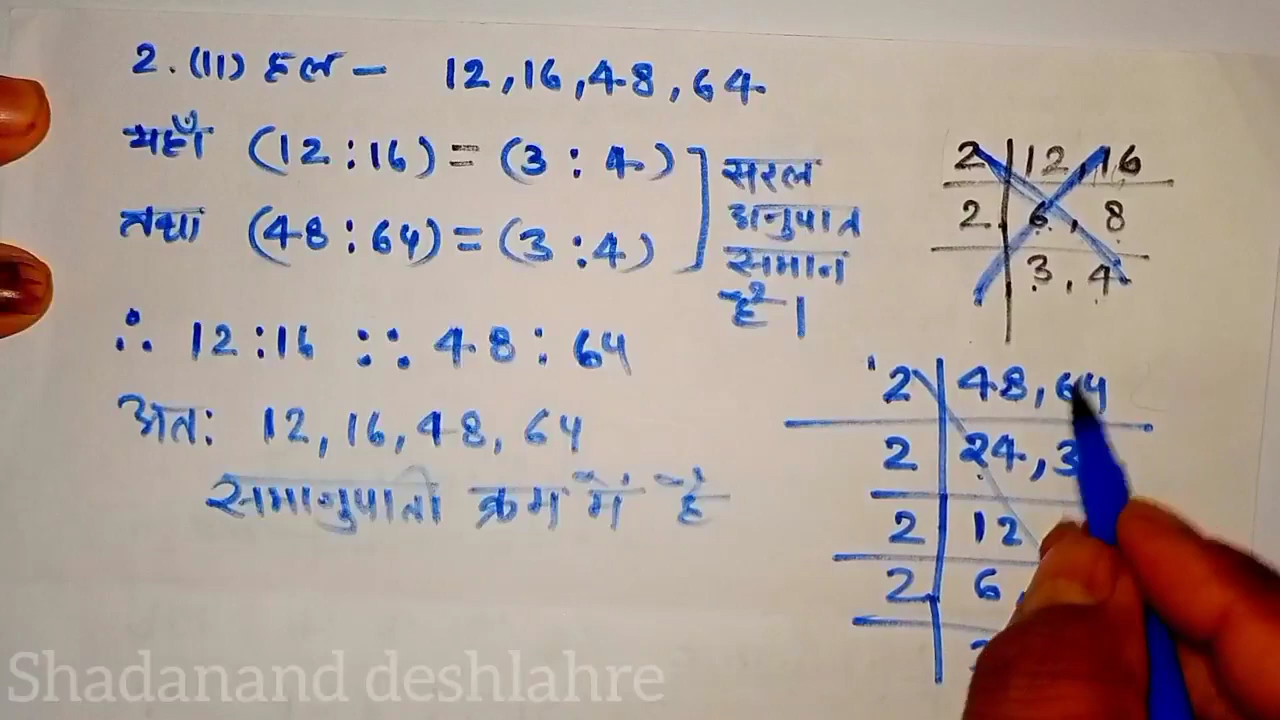 2. (11) हल - 12, 16, 48, 64
यहाँ (12 : 16) = (3 : 4)
तथा (48 : 64) = (3 : 4)
सरल
अनुपात
समान
है।
∴ 12 : 16 :: 48 : 64
अतः 12, 16, 48, 64
समानुपाती क्रम में है
2 12, 16
2 6, 8
3, 4
2 48, 64
2 24, 3
2 12
2 6,
Shadanand deshlahre